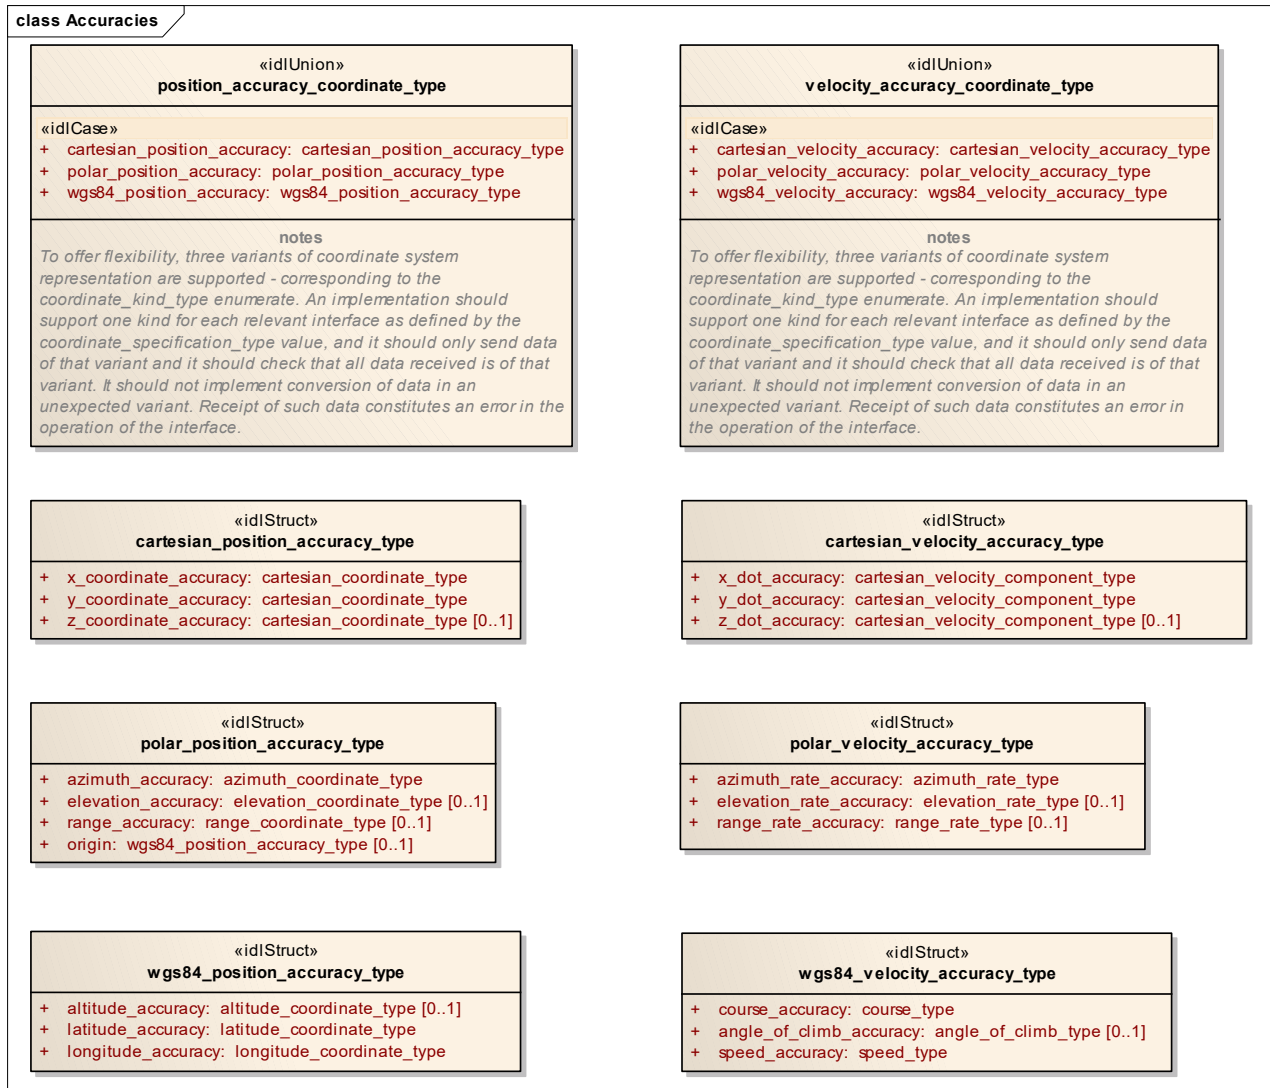 class Accuracies
«idlUnion»
position_accuracy_coordinate_type
«idlCase»
+ cartesian_position_accuracy: cartesian_position_accuracy_type
+ polar_position_accuracy: polar_position_accuracy_type
+ wgs84_position_accuracy: wgs84_position_accuracy_type
notes
To offer flexibility, three variants of coordinate system
representation are supported - corresponding to the
coordinate_kind_type enumerate. An implementation should
support one kind for each relevant interface as defined by the
coordinate_specification_type value, and it should only send data
of that variant and it should check that all data received is of that
variant. It should not implement conversion of data in an
unexpected variant. Receipt of such data constitutes an error in the
operation of the interface.
«idlUnion»
velocity_accuracy_coordinate_type
«idlCase»
+ cartesian_velocity_accuracy: cartesian_velocity_accuracy_type
+ polar_velocity_accuracy: polar_velocity_accuracy_type
+ wgs84_velocity_accuracy: wgs84_velocity_accuracy_type
notes
To offer flexibility, three variants of coordinate system
representation are supported - corresponding to the
coordinate_kind_type enumerate. An implementation should
support one kind for each relevant interface as defined by the
coordinate_specification_type value, and it should only send data
of that variant and it should check that all data received is of that
variant. It should not implement conversion of data in an
unexpected variant. Receipt of such data constitutes an error in
the operation of the interface.
«idlStruct»
cartesian_position_accuracy_type
+ x_coordinate_accuracy: cartesian_coordinate_type
+ y_coordinate_accuracy: cartesian_coordinate_type
+ z_coordinate_accuracy: cartesian_coordinate_type [0..1]
«idlStruct»
cartesian_velocity_accuracy_type
+ x_dot_accuracy: cartesian_velocity_component_type
+ y_dot_accuracy: cartesian_velocity_component_type
+ z_dot_accuracy: cartesian_velocity_component_type [0..1]
«idlStruct»
polar_position_accuracy_type
+ azimuth_accuracy: azimuth_coordinate_type
+ elevation_accuracy: elevation_coordinate_type [0..1]
+ range_accuracy: range_coordinate_type [0..1]
+ origin: wgs84_position_accuracy_type [0..1]
«idlStruct»
polar_velocity_accuracy_type
+ azimuth_rate_accuracy: azimuth_rate_type
+ elevation_rate_accuracy: elevation_rate_type [0..1]
+ range_rate_accuracy: range_rate_type [0..1]
«idlStruct»
wgs84_position_accuracy_type
+ altitude_accuracy: altitude_coordinate_type [0..1]
+ latitude_accuracy: latitude_coordinate_type
+ longitude_accuracy: longitude_coordinate_type
«idlStruct»
wgs84_velocity_accuracy_type
+ course_accuracy: course_type
+ angle_of_climb_accuracy: angle_of_climb_type [0..1]
+ speed_accuracy: speed_type